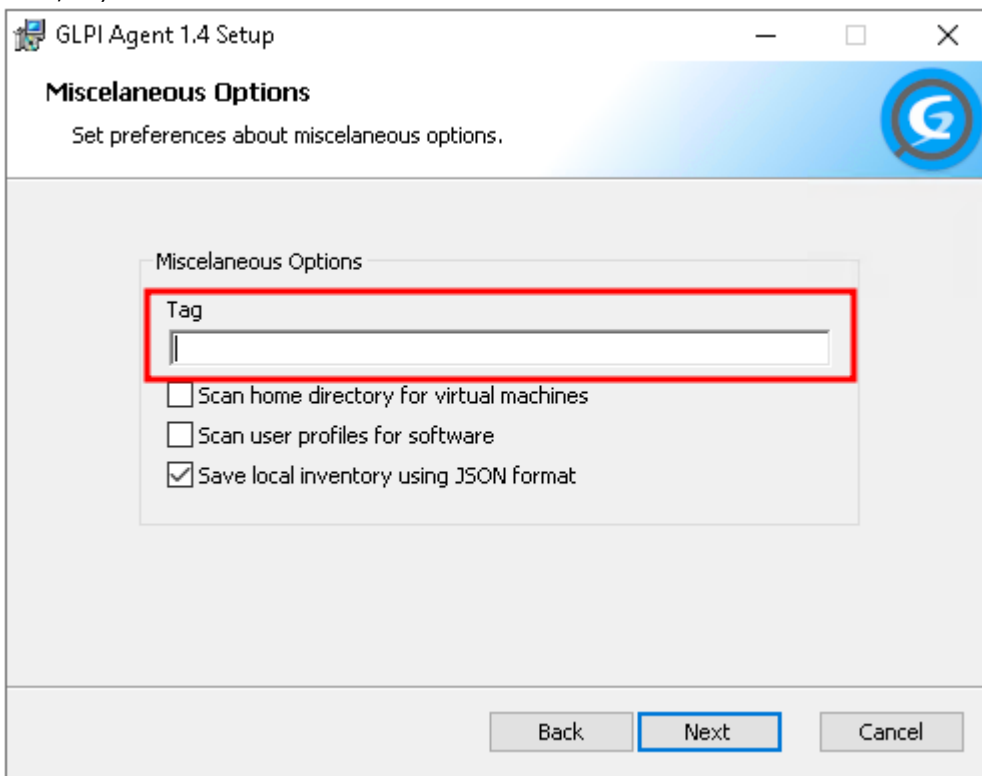 GLPI Agent 1.4 Setup
Miscelaneous Options
Set preferences about miscelaneous options.
Miscelaneous Options
Tag
Scan home directory for virtual machines
Scan user profiles for software
Save local inventory using JSON format
Back Next Cancel